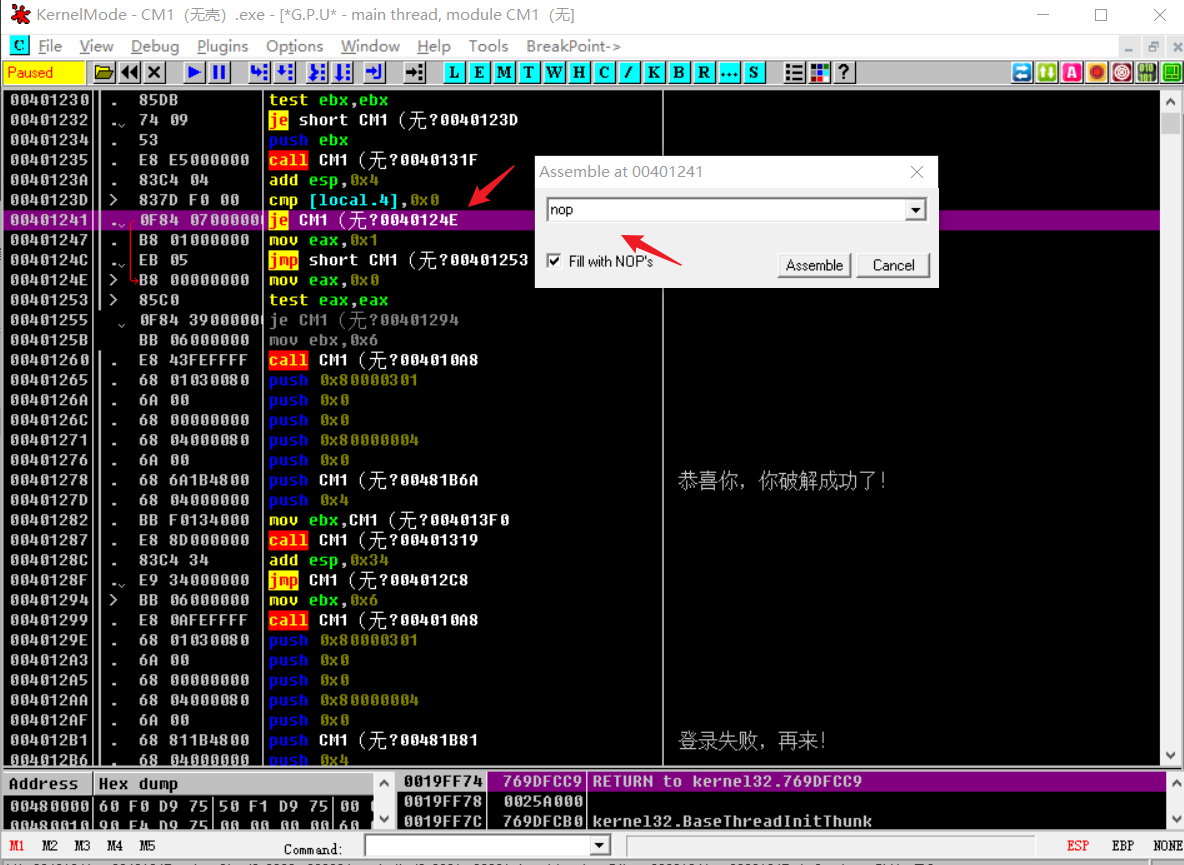 KernelMode - CM1（无壳）.exe - [*G.P.U* - main thread, module CM1（无]
C File View Debug Plugins Options Window Help Tools BreakPoint->
Paused L E M T W H C / K B R ... S ?
00401230 . 85DB test ebx,ebx
00401232 . 74 09 je short CM1（无?0040123D
00401234 . 53 push ebx
00401235 . E8 E5000000 call CM1（无?0040131F
0040123A . 83C4 04 add esp,0x4
0040123D > 837D F0 00 cmp [local.4],0x0
00401241 . 0F84 0700000 je CM1（无?0040124E
00401247 . B8 01000000 mov eax,0x1
0040124C . EB 05 jmp short CM1（无?00401253
0040124E > B8 00000000 mov eax,0x0
00401253 > 85C0 test eax,eax
00401255 0F84 3900000 je CM1（无?00401294
0040125B BB 06000000 mov ebx,0x6
00401260 . E8 43FEFFFF call CM1（无?004010A8
00401265 . 68 01030080 push 0x80000301
0040126A . 6A 00 push 0x0
0040126C . 68 00000000 push 0x0
00401271 . 68 04000080 push 0x80000004
00401276 . 6A 00 push 0x0
00401278 . 68 6A1B4800 push CM1（无?00481B6A 恭喜你，你破解成功了！
0040127D . 68 04000000 push 0x4
00401282 . BB F0134000 mov ebx,CM1（无?004013F0
00401287 . E8 8D000000 call CM1（无?00401319
0040128C . 83C4 34 add esp,0x34
0040128F . E9 34000000 jmp CM1（无?004012C8
00401294 > BB 06000000 mov ebx,0x6
00401299 . E8 0AFEFFFF call CM1（无?004010A8
0040129E . 68 01030080 push 0x80000301
004012A3 . 6A 00 push 0x0
004012A5 . 68 00000000 push 0x0
004012AA . 68 04000080 push 0x80000004
004012AF . 6A 00 push 0x0
004012B1 . 68 811B4800 push CM1（无?00481B81 登录失败，再来！
004012B6 . 68 04000000 push 0x4
Assemble at 00401241
nop
Fill with NOP's
Assemble Cancel
Address Hex dump
00480000 60 F0 D9 75 50 F1 D9 75 00
00480010 90 F4 D9 75 00 00 00 00 60
0019FF74 769DFCC9 RETURN to kernel32.769DFCC9
0019FF78 0025A000
0019FF7C 769DFCB0 kernel32.BaseThreadInitThunk
M1 M2 M3 M4 M5 Command: ESP EBP NONE